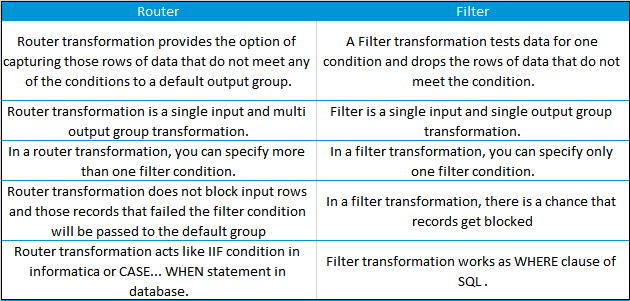 Router
Filter
Router transformation provides the option of
capturing those rows of data that do not meet any
of the conditions to a default output group.
A Filter transformation tests data for one
condition and drops the rows of data that do not
meet the condition.
Router transformation is a single input and multi
output group transformation.
Filter is a single input and single output group
transformation.
In a router transformation, you can specify more
than one filter condition.
In a filter transformation, you can specify only
one filter condition.
Router transformation does not block input rows
and those records that failed the filter condition
will be passed to the default group
In a filter transformation, there is a chance that
records get blocked
Router transformation acts like IIF condition in
informatica or CASE... WHEN statement in
database.
Filter transformation works as WHERE clause of
SQL .